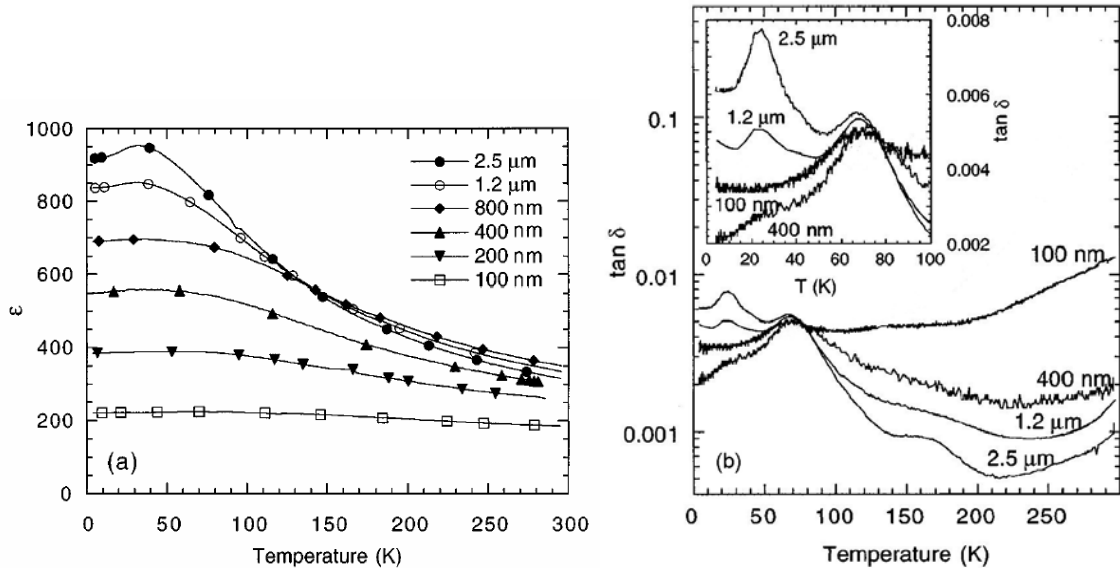 1000
800
600
400
200
0
ε
0 50 100 150 200 250 300
Temperature (K)
(a)
2.5 μm
1.2 μm
800 nm
400 nm
200 nm
100 nm
0.1
0.01
0.001
tan δ
0 50 100 150 200 250
Temperature (K)
(b)
100 nm
400 nm
1.2 μm
2.5 μm
2.5 μm
1.2 μm
100 nm
400 nm
0 20 40 60 80 100
T (K)
0.008
0.006
0.004
0.002
tan δ